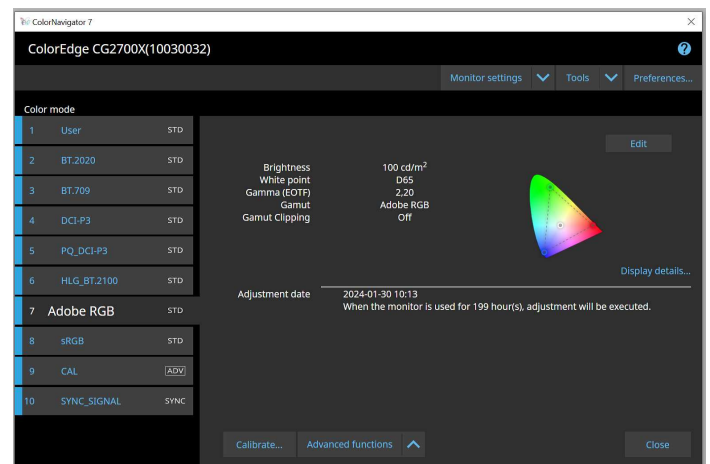 ColorNavigator 7
ColorEdge CG2700X(10030032)
Monitor settings Tools Preferences...
Color mode
1 User STD
2 BT.2020 STD
3 BT.709 STD
4 DCI-P3 STD
5 PQ_DCI-P3 STD
6 HLG_BT.2100 STD
7 Adobe RGB STD
8 sRGB STD
9 CAL ADV
10 SYNC_SIGNAL SYNC
Edit
Brightness 100 cd/m²
White point D65
Gamma (EOTF) 2,20
Gamut Adobe RGB
Gamut Clipping Off
Display details...
Adjustment date 2024-01-30 10:13
When the monitor is used for 199 hour(s), adjustment will be executed.
Calibrate... Advanced functions Close